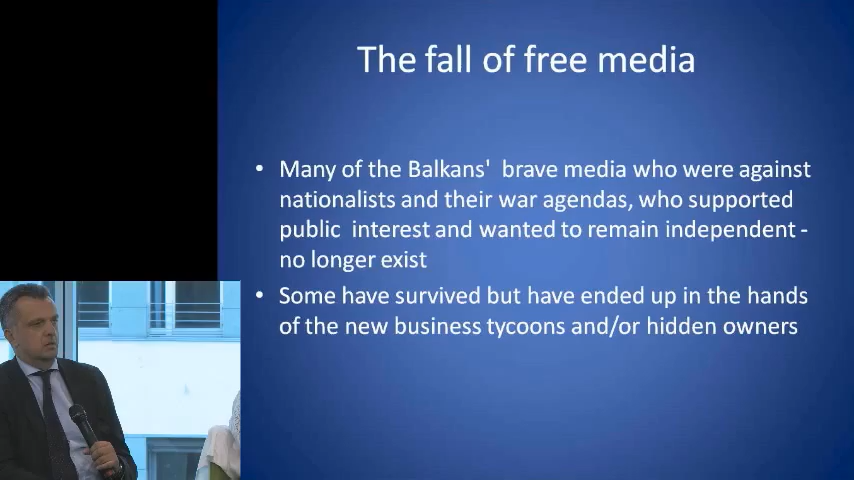 The fall of free media
• Many of the Balkans'  brave media who were against
nationalists and their war agendas, who supported
public  interest and wanted to remain independent -
no longer exist
• Some have survived but have ended up in the hands
of the new business tycoons and/or hidden owners